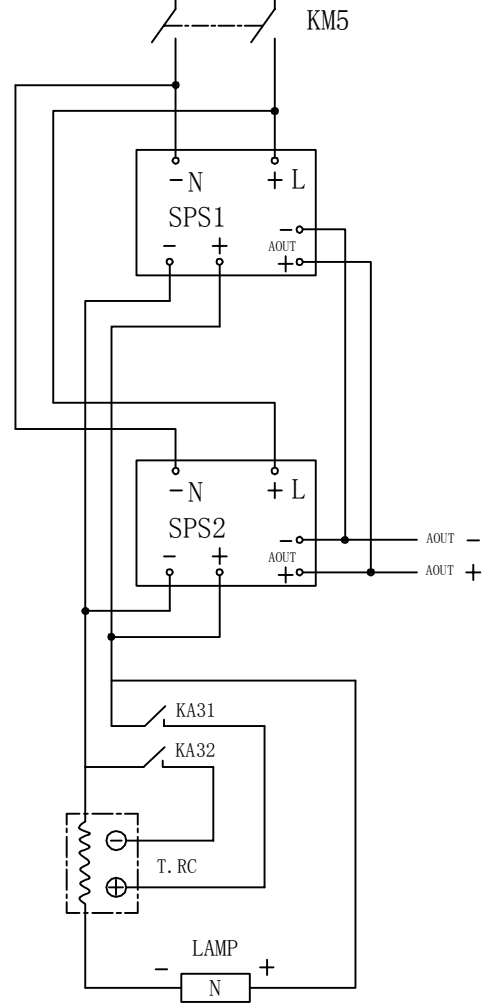 KM5
- N + L
SPS1
- + AOUT -
+
- N + L
SPS2
- + AOUT -
+
AOUT -
AOUT +
KA31
KA32
-
+
T.RC
LAMP
- +
N